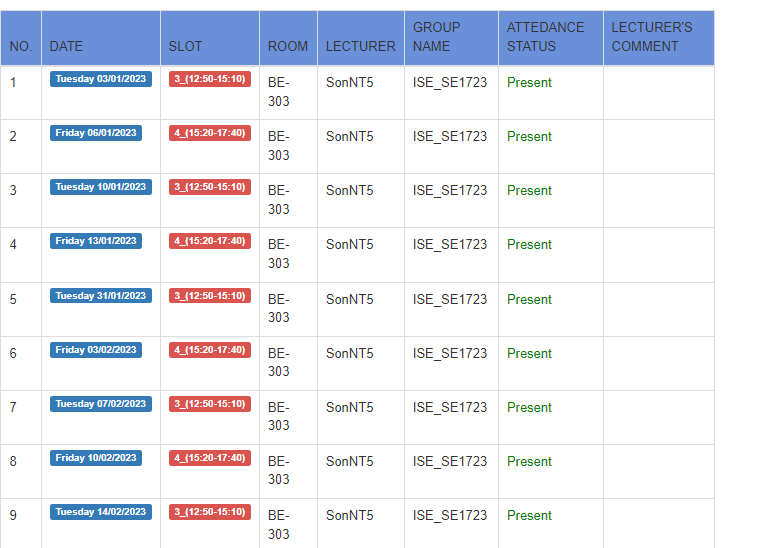 NO. DATE SLOT ROOM LECTURER GROUP NAME ATTEDANCE STATUS LECTURER'S COMMENT
1 Tuesday 03/01/2023 3_(12:50-15:10) BE-303 SonNT5 ISE_SE1723 Present
2 Friday 06/01/2023 4_(15:20-17:40) BE-303 SonNT5 ISE_SE1723 Present
3 Tuesday 10/01/2023 3_(12:50-15:10) BE-303 SonNT5 ISE_SE1723 Present
4 Friday 13/01/2023 4_(15:20-17:40) BE-303 SonNT5 ISE_SE1723 Present
5 Tuesday 31/01/2023 3_(12:50-15:10) BE-303 SonNT5 ISE_SE1723 Present
6 Friday 03/02/2023 4_(15:20-17:40) BE-303 SonNT5 ISE_SE1723 Present
7 Tuesday 07/02/2023 3_(12:50-15:10) BE-303 SonNT5 ISE_SE1723 Present
8 Friday 10/02/2023 4_(15:20-17:40) BE-303 SonNT5 ISE_SE1723 Present
9 Tuesday 14/02/2023 3_(12:50-15:10) BE-303 SonNT5 ISE_SE1723 Present